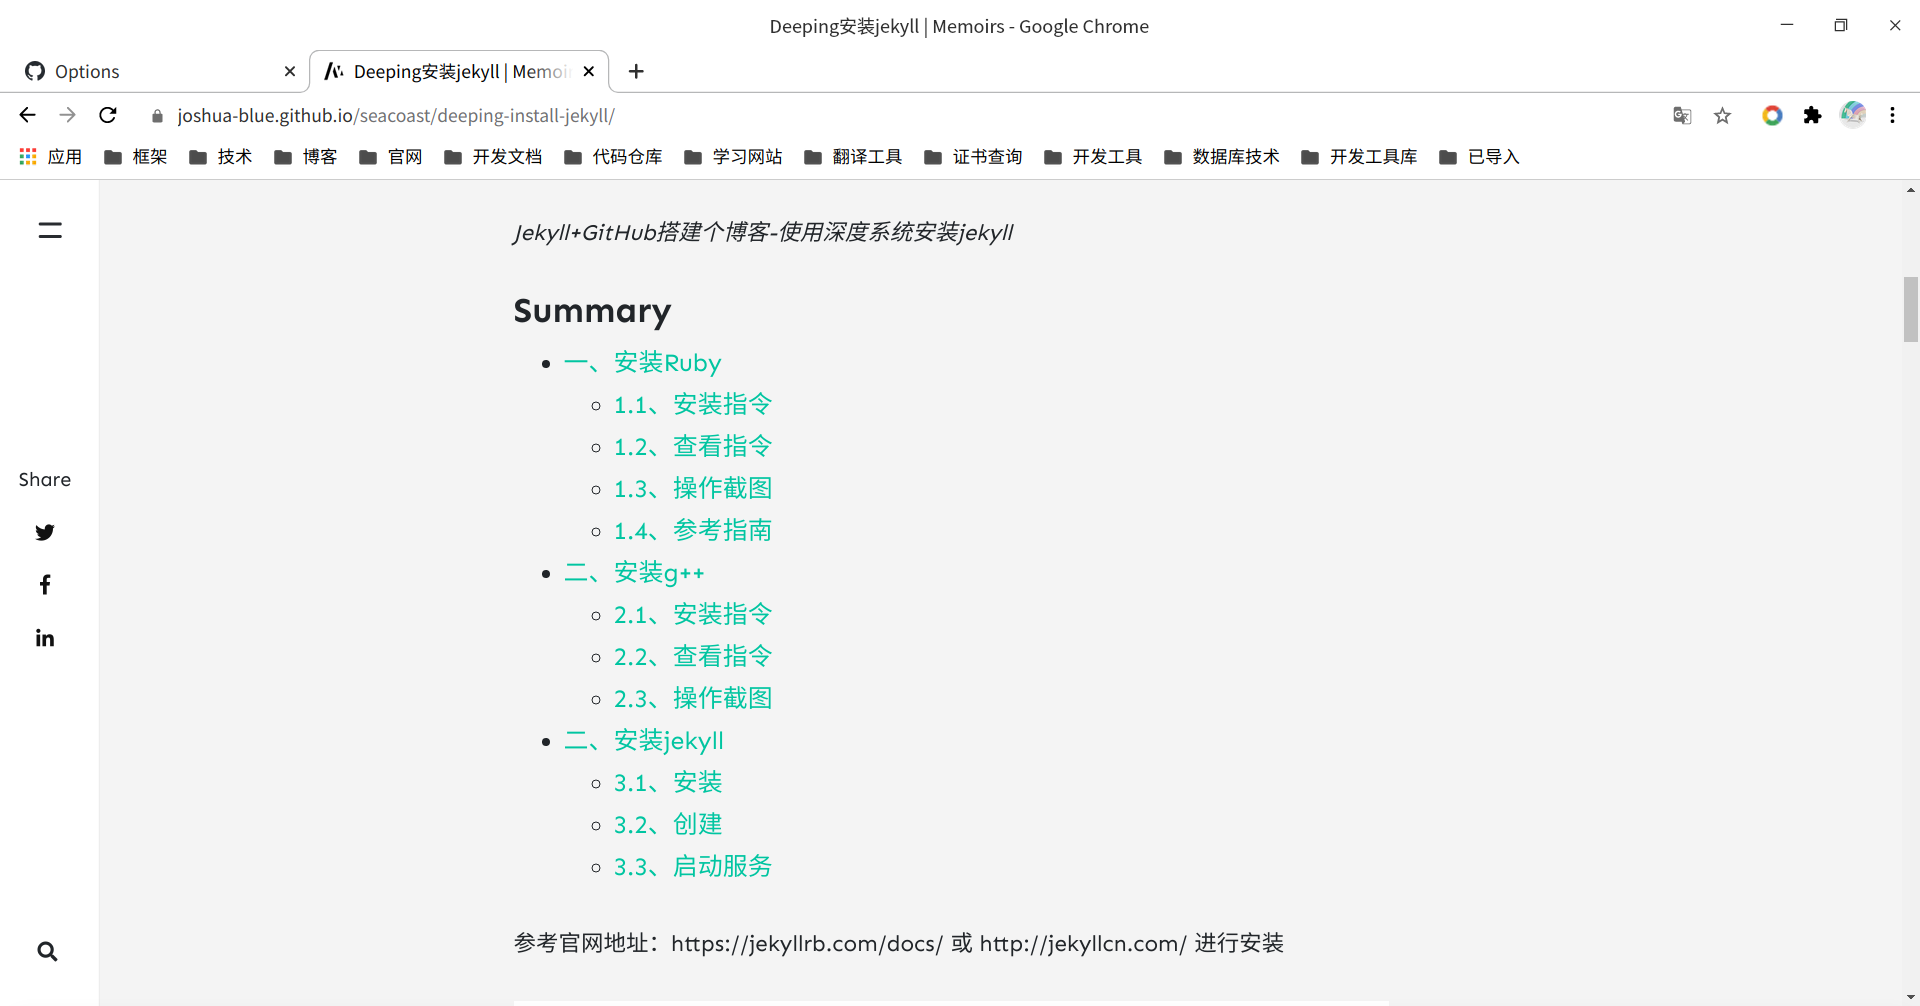 Deeping安装jekyll | Memoirs - Google Chrome
Options
Deeping安装jekyll | Memoi
joshua-blue.github.io/seacoast/deeping-install-jekyll/
应用 框架 技术 博客 官网 开发文档 代码仓库 学习网站 翻译工具 证书查询 开发工具 数据库技术 开发工具库 已导入
Jekyll+GitHub搭建个博客-使用深度系统安装jekyll
Summary
一、安装Ruby
1.1、安装指令
1.2、查看指令
1.3、操作截图
1.4、参考指南
二、安装g++
2.1、安装指令
2.2、查看指令
2.3、操作截图
二、安装jekyll
3.1、安装
3.2、创建
3.3、启动服务
Share
参考官网地址：https://jekyllrb.com/docs/ 或 http://jekyllcn.com/ 进行安装